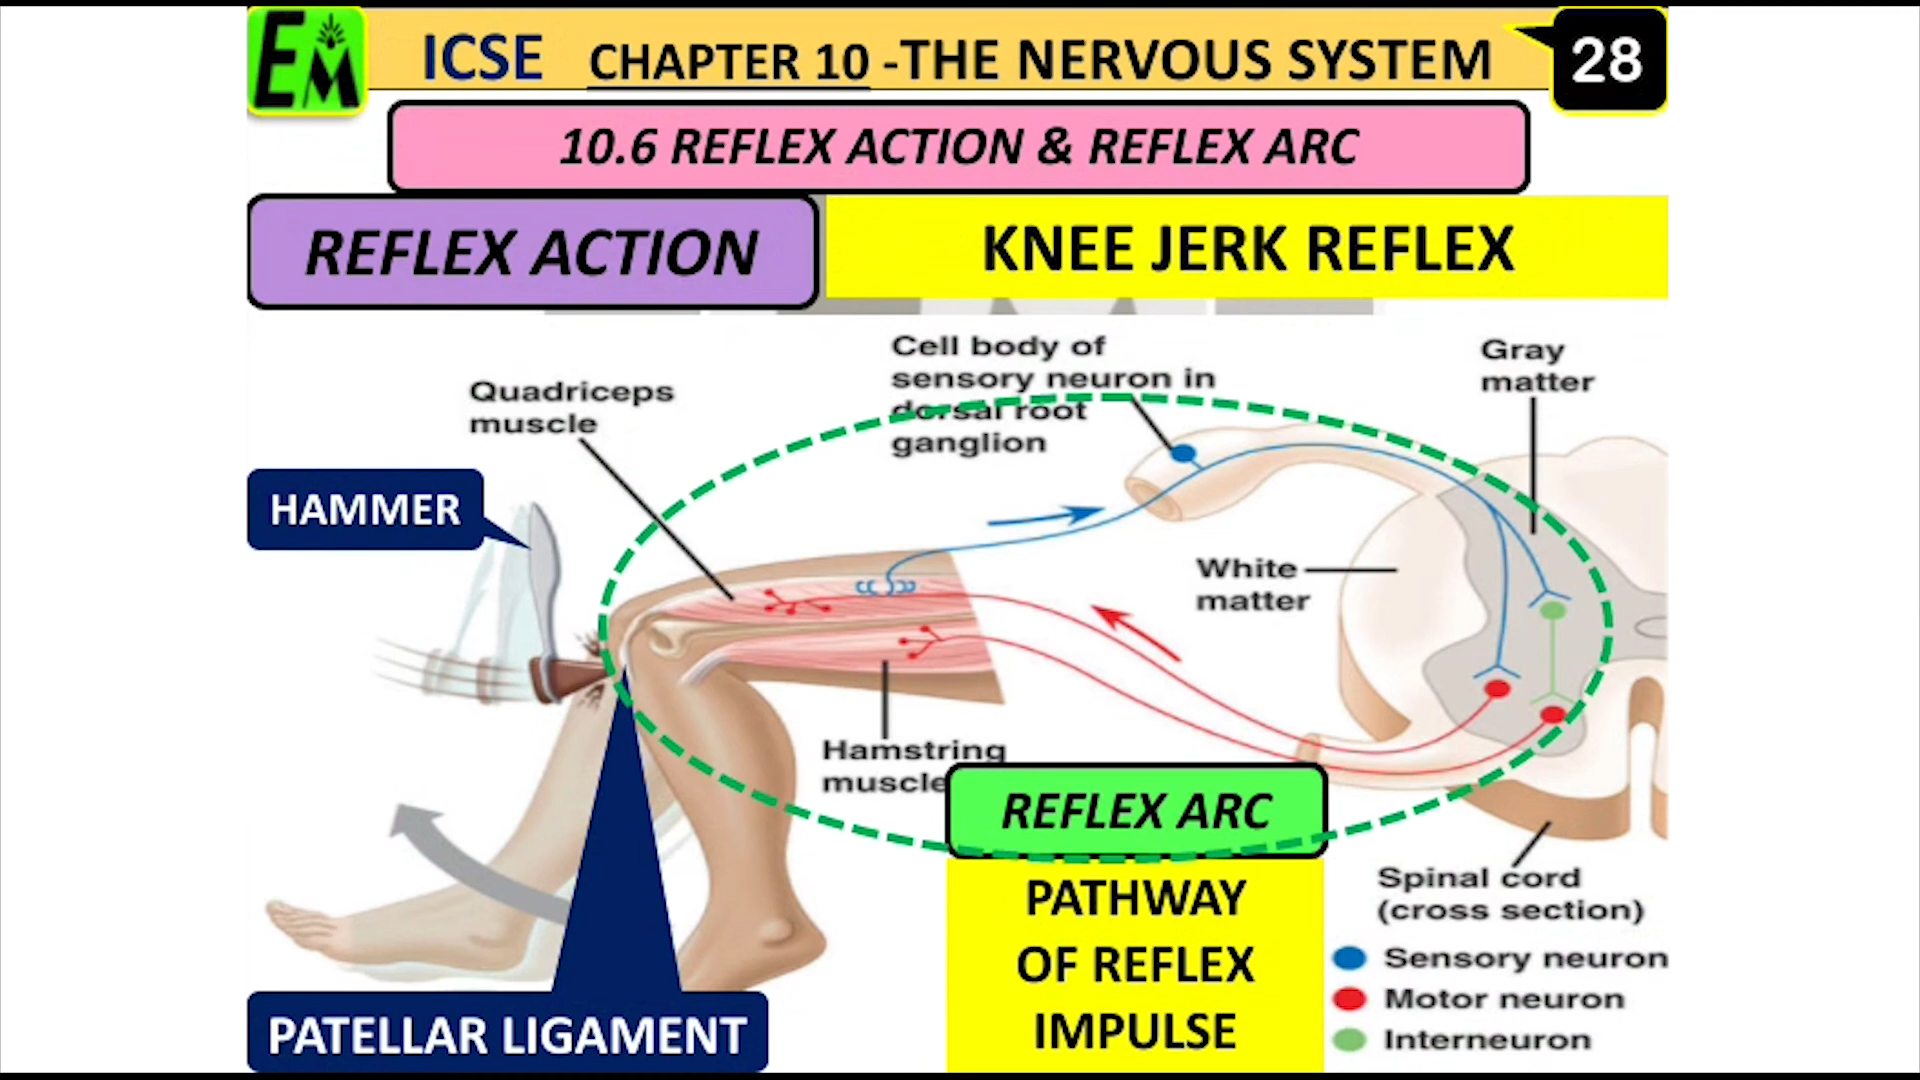 EM
ICSE CHAPTER 10 -THE NERVOUS SYSTEM
28
10.6 REFLEX ACTION & REFLEX ARC
REFLEX ACTION
KNEE JERK REFLEX
Cell body of
sensory neuron in
dorsal root
ganglion
Gray
matter
Quadriceps
muscle
HAMMER
White
matter
Hamstring
muscle
REFLEX ARC
PATHWAY
OF REFLEX
IMPULSE
Spinal cord
(cross section)
Sensory neuron
Motor neuron
Interneuron
PATELLAR LIGAMENT